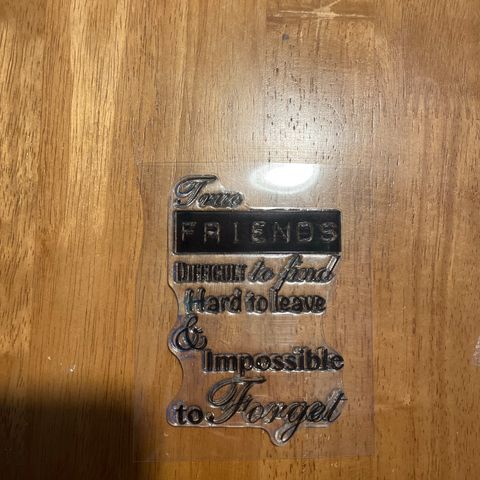 True
FRIENDS
DIFFICULT to find
Hard to leave
&
Impossible
to Forget